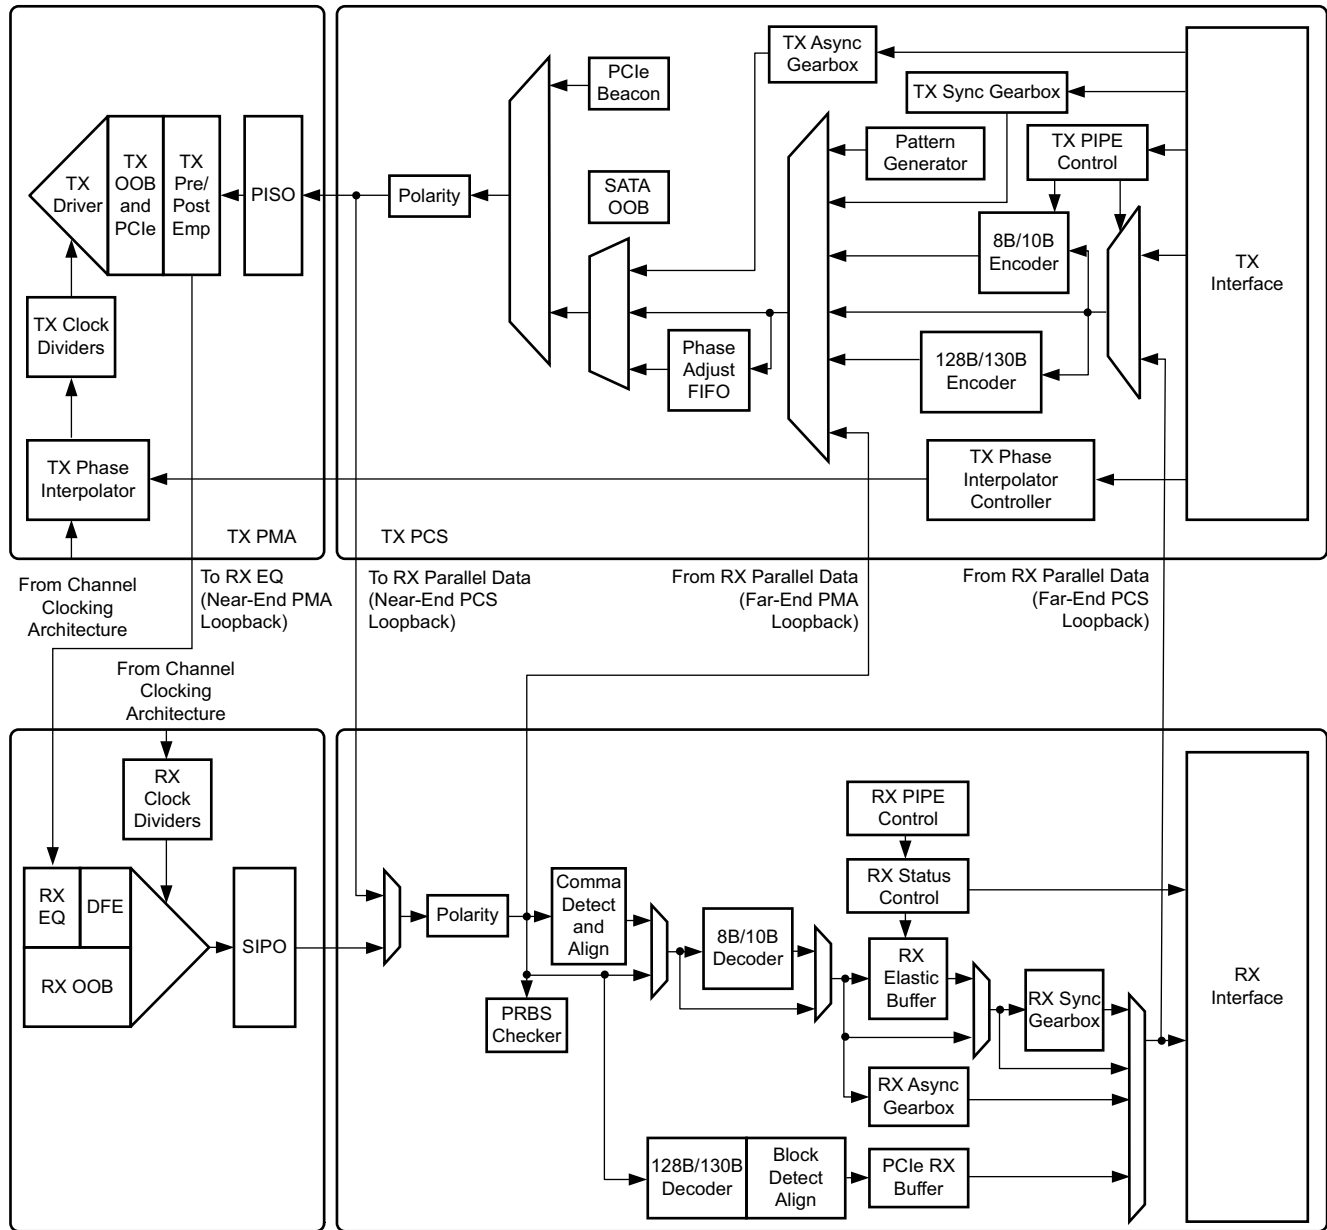 TX Async
Gearbox
PCIe
Beacon
TX Sync Gearbox
Pattern
Generator
TX PIPE
Control
TX
Driver
TX
OOB
and
PCIe
TX
Pre/
Post
Emp
PISO
Polarity
SATA
OOB
8B/10B
Encoder
TX
Interface
TX Clock
Dividers
Phase
Adjust
FIFO
128B/130B
Encoder
TX Phase
Interpolator
TX Phase
Interpolator
Controller
TX PMA
TX PCS
From Channel
Clocking
Architecture
To RX EQ
(Near-End PMA
Loopback)
To RX Parallel Data
(Near-End PCS
Loopback)
From RX Parallel Data
(Far-End PMA
Loopback)
From RX Parallel Data
(Far-End PCS
Loopback)
From Channel
Clocking
Architecture
RX
Clock
Dividers
RX PIPE
Control
RX Status
Control
RX
EQ
DFE
RX OOB
SIPO
Polarity
Comma
Detect
and
Align
8B/10B
Decoder
RX
Elastic
Buffer
RX Sync
Gearbox
RX
Interface
PRBS
Checker
RX Async
Gearbox
128B/130B
Decoder
Block
Detect
Align
PCIe RX
Buffer